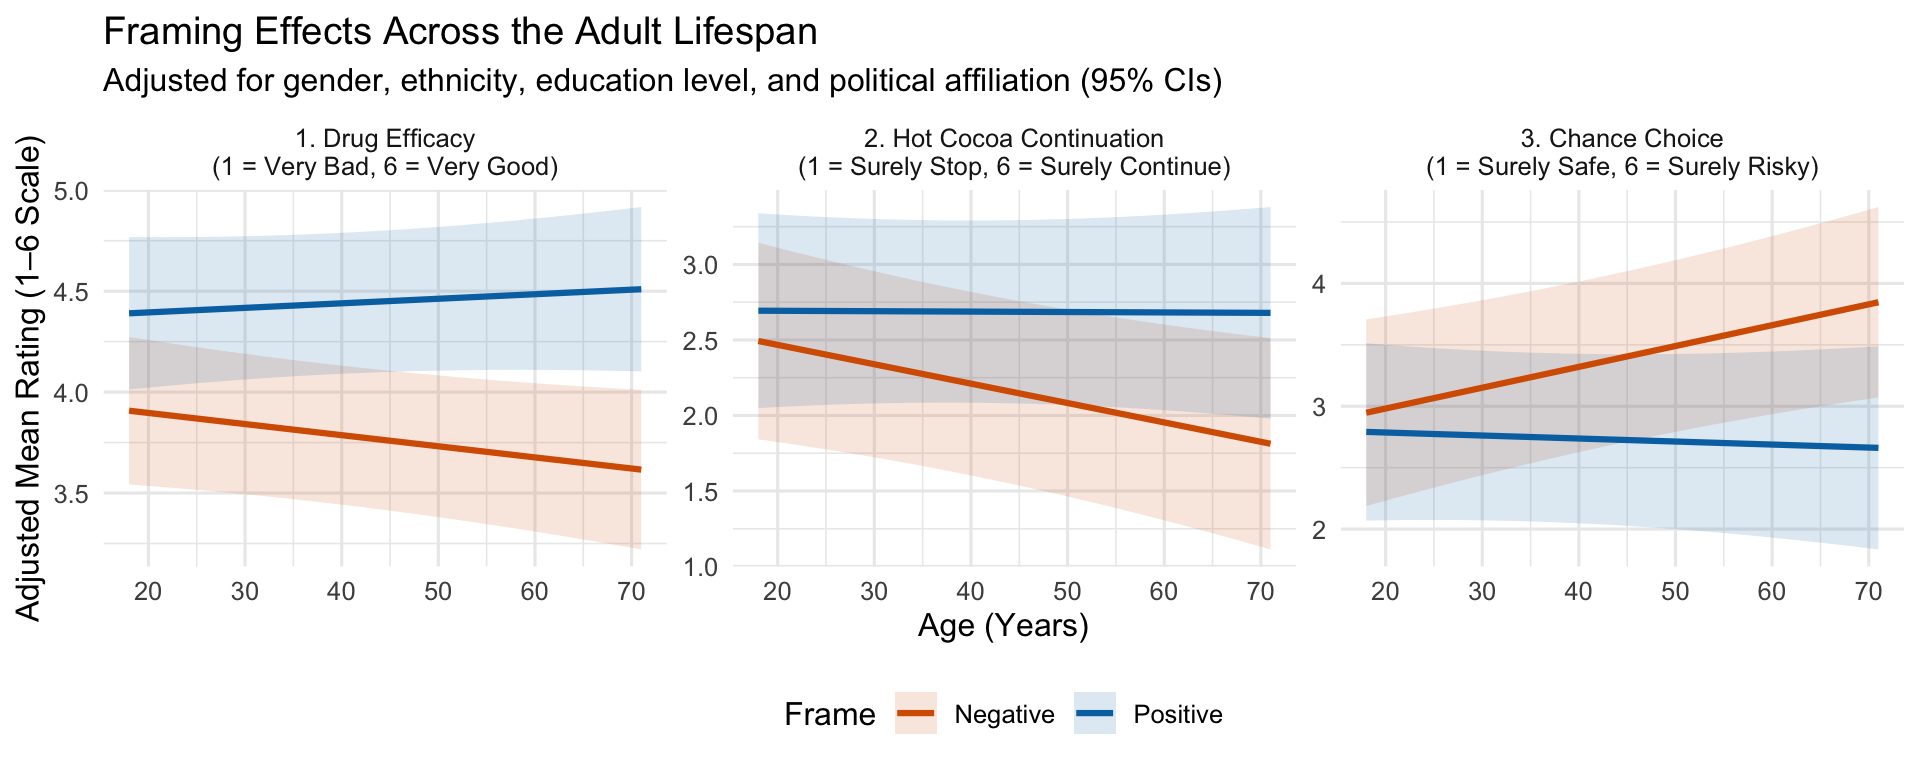 Framing Effects Across the Adult Lifespan
Adjusted for gender, ethnicity, education level, and political affiliation (95% CIs)
Adjusted Mean Rating (1–6 Scale)
1. Drug Efficacy
(1 = Very Bad, 6 = Very Good)
5.0
4.5
4.0
3.5
20 30 40 50 60 70
2. Hot Cocoa Continuation
(1 = Surely Stop, 6 = Surely Continue)
3.0
2.5
2.0
1.5
1.0
20 30 40 50 60 70
3. Chance Choice
(1 = Surely Safe, 6 = Surely Risky)
4
3
2
20 30 40 50 60 70
Age (Years)
Frame Negative Positive